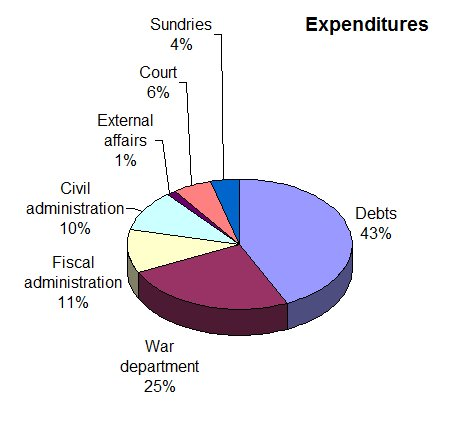 Expenditures
Sundries
4%
Court
6%
External
affairs
1%
Civil
administration
10%
Fiscal
administration
11%
War
department
25%
Debts
43%